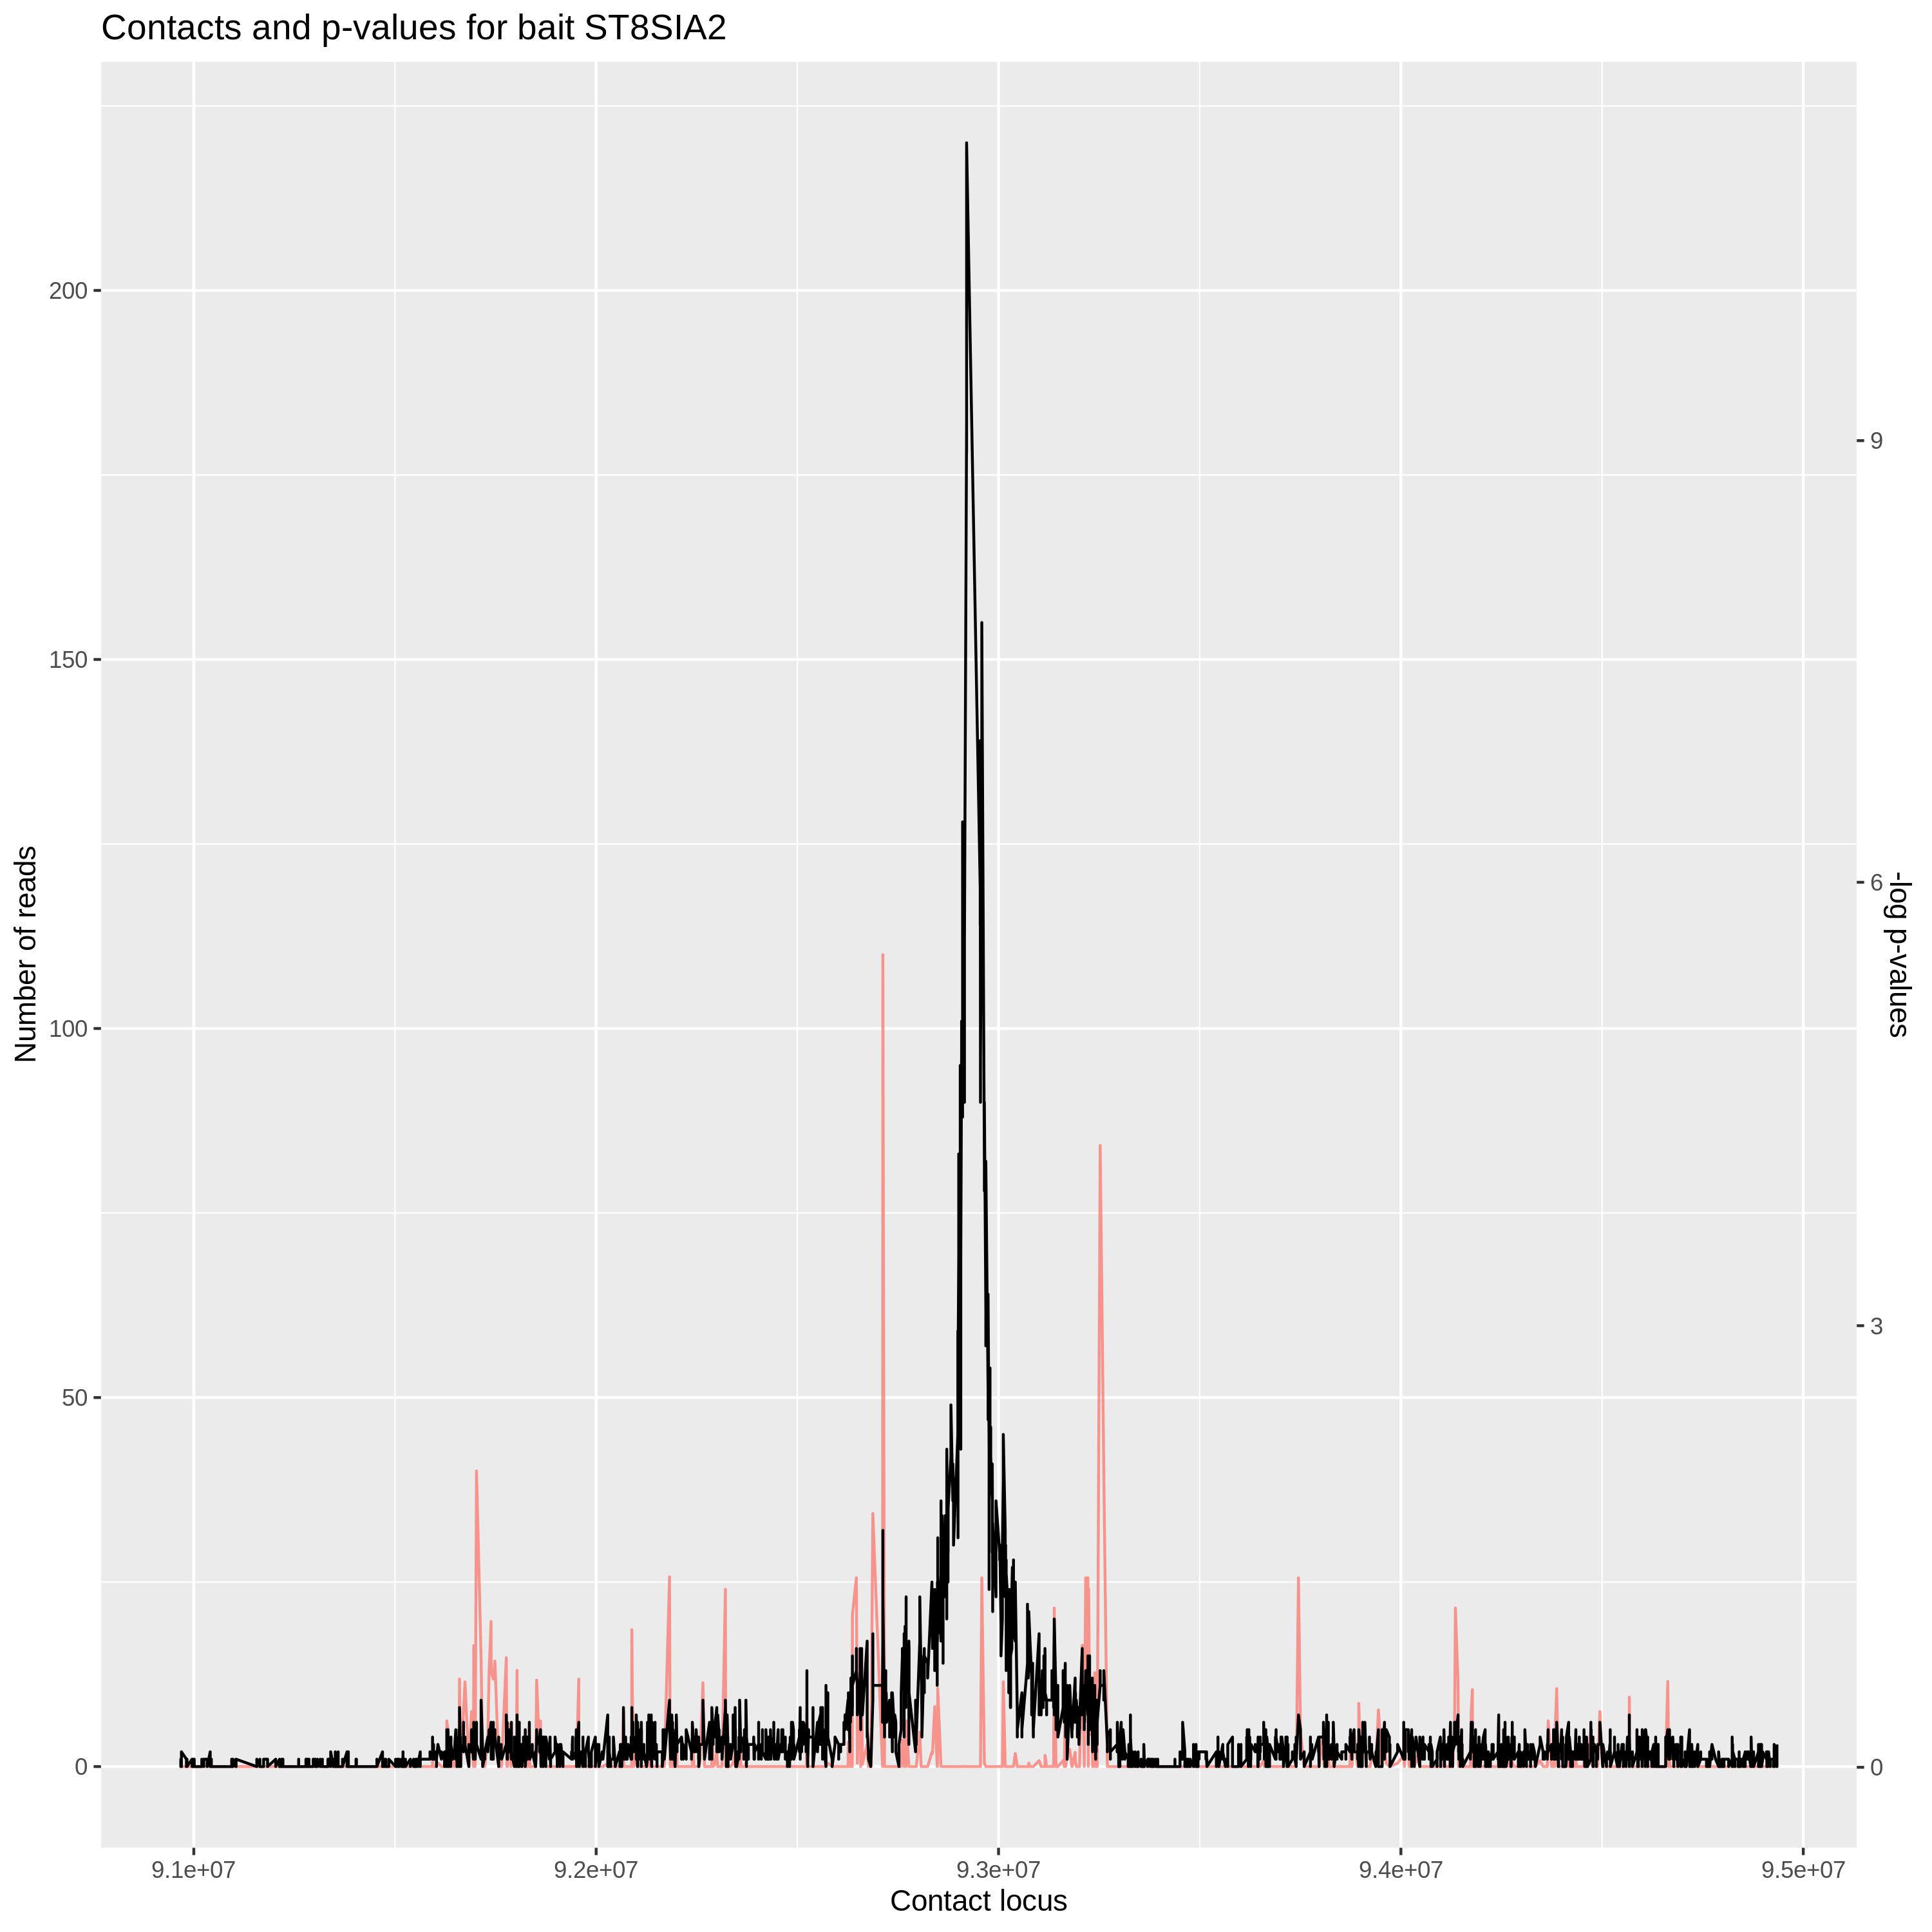 Contacts and p-values for bait ST8SIA2
Number of reads
200
150
100
50
0
9
6
3
0
-log p-values
9.1e+07
9.2e+07
9.3e+07
9.4e+07
9.5e+07
Contact locus